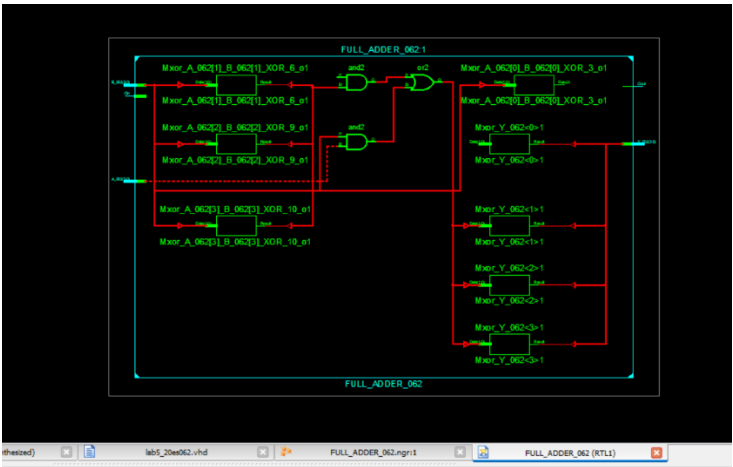 FULL_ADDER_062:1
Mxor_A_062[1]_B_062[1]_XOR_6_o1
Mxor_A_062[1]_B_062[1]_XOR_6_o1
and2
or2
Mxor_A_062[0]_B_062[0]_XOR_3_o1
Mxor_A_062[0]_B_062[0]_XOR_3_o1
Mxor_A_062[2]_B_062[2]_XOR_9_o1
Mxor_A_062[2]_B_062[2]_XOR_9_o1
and2
Mxor_Y_062<0>1
Mxor_Y_062<0>1
Mxor_A_062[3]_B_062[3]_XOR_10_o1
Mxor_A_062[3]_B_062[3]_XOR_10_o1
Mxor_Y_062<1>1
Mxor_Y_062<1>1
Mxor_Y_062<2>1
Mxor_Y_062<2>1
Mxor_Y_062<3>1
Mxor_Y_062<3>1
FULL_ADDER_062
nthesized)
lab5_20es062.vhd
FULL_ADDER_062.ngr:1
FULL_ADDER_062 (RTL1)